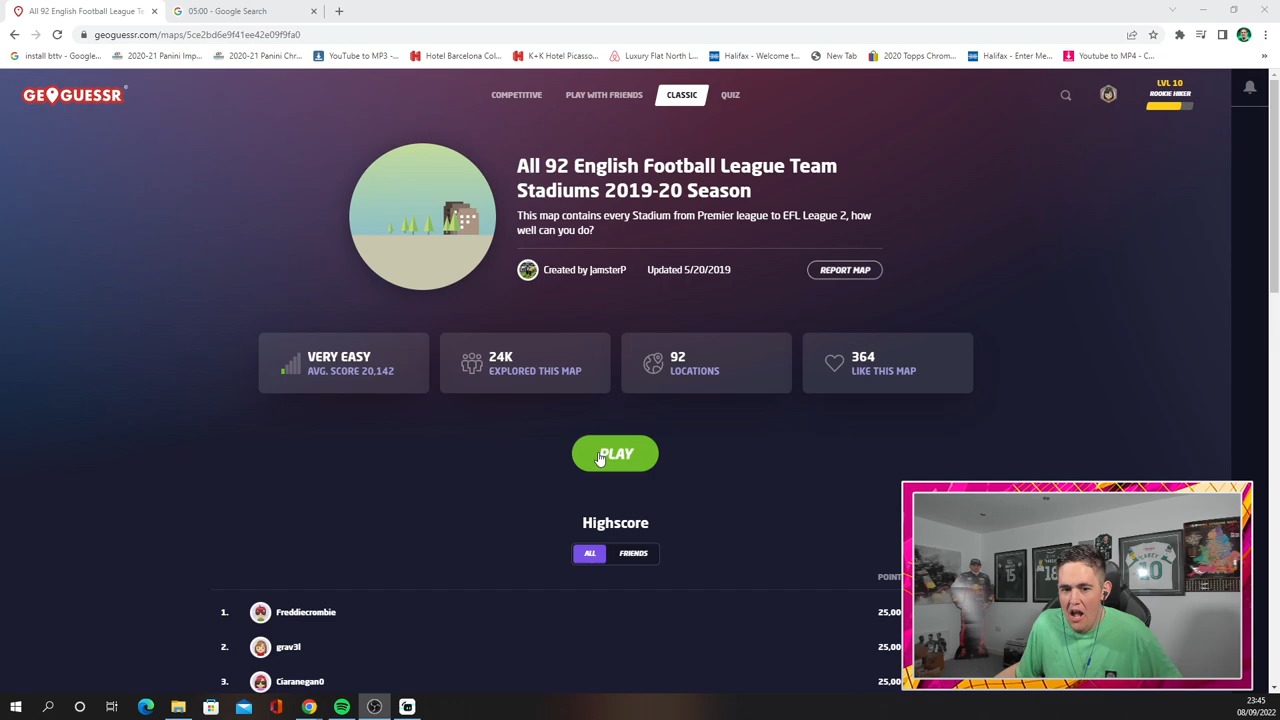 All 92 English Football League Te
05:00 - Google Search
geoguessr.com/maps/5ce2bd6e9f41ee42e09f9fa0
install bttv - Google...
2020-21 Panini Imp...
2020-21 Panini Chr...
YouTube to MP3 -...
Hotel Barcelona Col...
K+K Hotel Picasso...
Luxury Flat North L...
Halifax - Welcome t...
New Tab
2020 Topps Chrom...
Halifax - Enter Me...
Youtube to MP4 - C...
GEOGUESSR
COMPETITIVE
PLAY WITH FRIENDS
CLASSIC
QUIZ
LVL 10
ROOKIE HIKER
All 92 English Football League Team
Stadiums 2019-20 Season
This map contains every Stadium from Premier league to EFL League 2, how
well can you do?
Created by JamsterP
Updated 5/20/2019
REPORT MAP
VERY EASY
AVG. SCORE 20,142
24K
EXPLORED THIS MAP
92
LOCATIONS
364
LIKE THIS MAP
PLAY
Highscore
ALL
FRIENDS
POINT
1. Freddiecrombie 25,00
2. grav3l 25,00
3. Ciaranegan0 25,00
15
18
10
23:45
08/09/2022